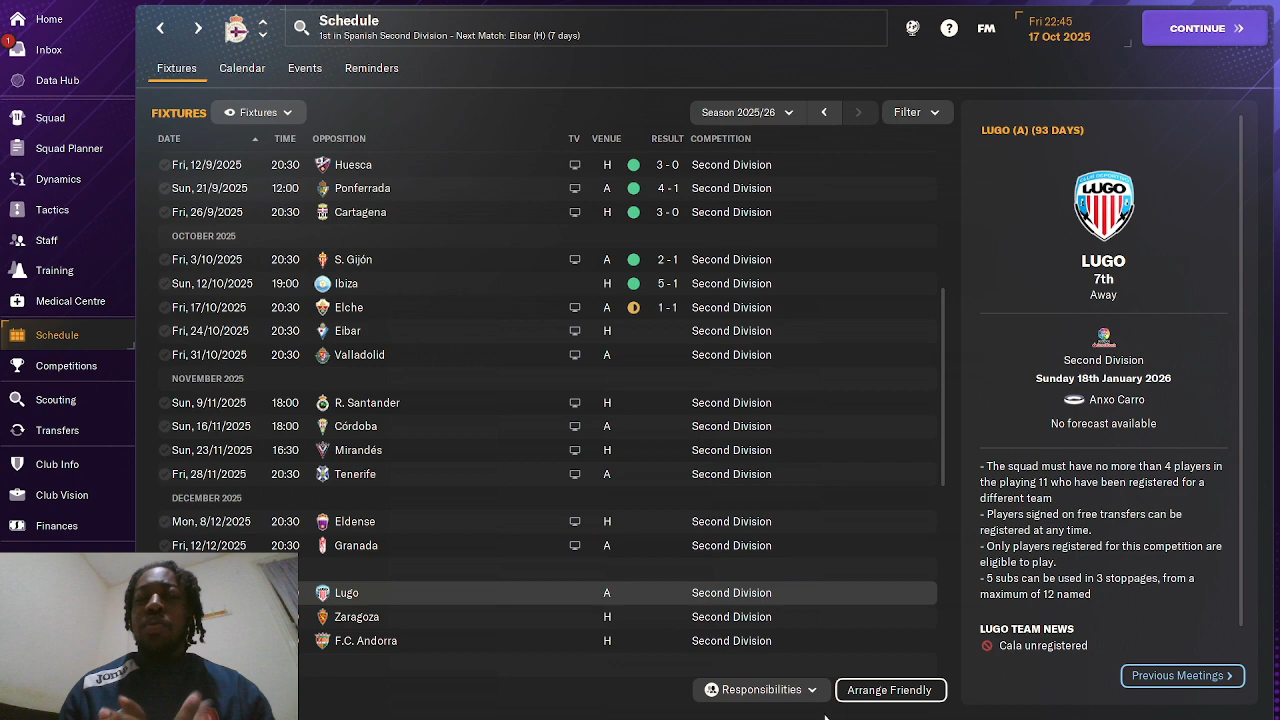 Home
1
Inbox
Data Hub
11
Squad
Squad Planner
Dynamics
Tactics
Staff
Training
Medical Centre
Schedule
Competitions
Scouting
Transfers
Club Info
Club Vision
Finances
Schedule
1st in Spanish Second Division - Next Match: Eibar (H) (7 days)
? FM
Fri 22:45
17 Oct 2025
CONTINUE
Fixtures Calendar Events Reminders
FIXTURES Fixtures Season 2025/26 Filter
DATE TIME OPPOSITION TV VENUE RESULT COMPETITION
Fri, 12/9/2025 20:30 Huesca H 3 - 0 Second Division
Sun, 21/9/2025 12:00 Ponferrada A 4 - 1 Second Division
Fri, 26/9/2025 20:30 Cartagena H 3 - 0 Second Division
OCTOBER 2025
Fri, 3/10/2025 20:30 S. Gijón A 2 - 1 Second Division
Sun, 12/10/2025 19:00 Ibiza H 5 - 1 Second Division
Fri, 17/10/2025 20:30 Elche A 1 - 1 Second Division
Fri, 24/10/2025 20:30 Eibar H Second Division
Fri, 31/10/2025 20:30 Valladolid A Second Division
NOVEMBER 2025
Sun, 9/11/2025 18:00 R. Santander H Second Division
Sun, 16/11/2025 18:00 Córdoba A Second Division
Sun, 23/11/2025 16:30 Mirandés H Second Division
Fri, 28/11/2025 20:30 Tenerife A Second Division
DECEMBER 2025
Mon, 8/12/2025 20:30 Eldense H Second Division
Fri, 12/12/2025 20:30 Granada A Second Division
Lugo A Second Division
Zaragoza H Second Division
F.C. Andorra H Second Division
Responsibilities Arrange Friendly
LUGO (A) (93 DAYS)
CLUB DEPORTIVO
LUGO
LUGO
7th
Away
Second Division
Sunday 18th January 2026
Anxo Carro
No forecast available
- The squad must have no more than 4 players in
the playing 11 who have been registered for a
different team
- Players signed on free transfers can be
registered at any time.
- Only players registered for this competition are
eligible to play.
- 5 subs can be used in 3 stoppages, from a
maximum of 12 named
LUGO TEAM NEWS
Cala unregistered
Previous Meetings
Joma